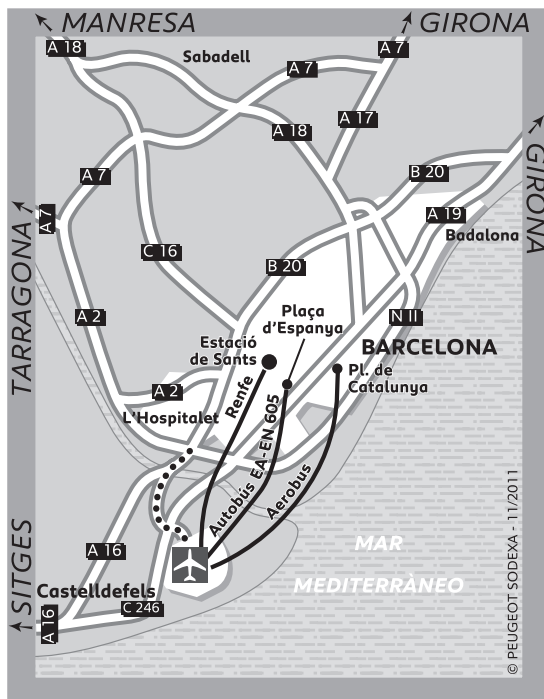 MANRESA
GIRONA
A 18
A 7
Sabadell
A 7
A 18
A 17
GIRONA
B 20
A 7
A 7
A 19
Badalona
TARRAGONA
C 16
B 20
Plaça
d'Espanya
A 2
N II
Estació
de Sants
BARCELONA
Pl. de
Catalunya
A 2
L'Hospitalet
Renfe
Autobús EA-EN 605
Aerobus
SITGES
A 16
MAR
MEDITERRÀNEO
Castelldefels
C 246
A 16
© PEUGEOT SODEXA - 11/2011